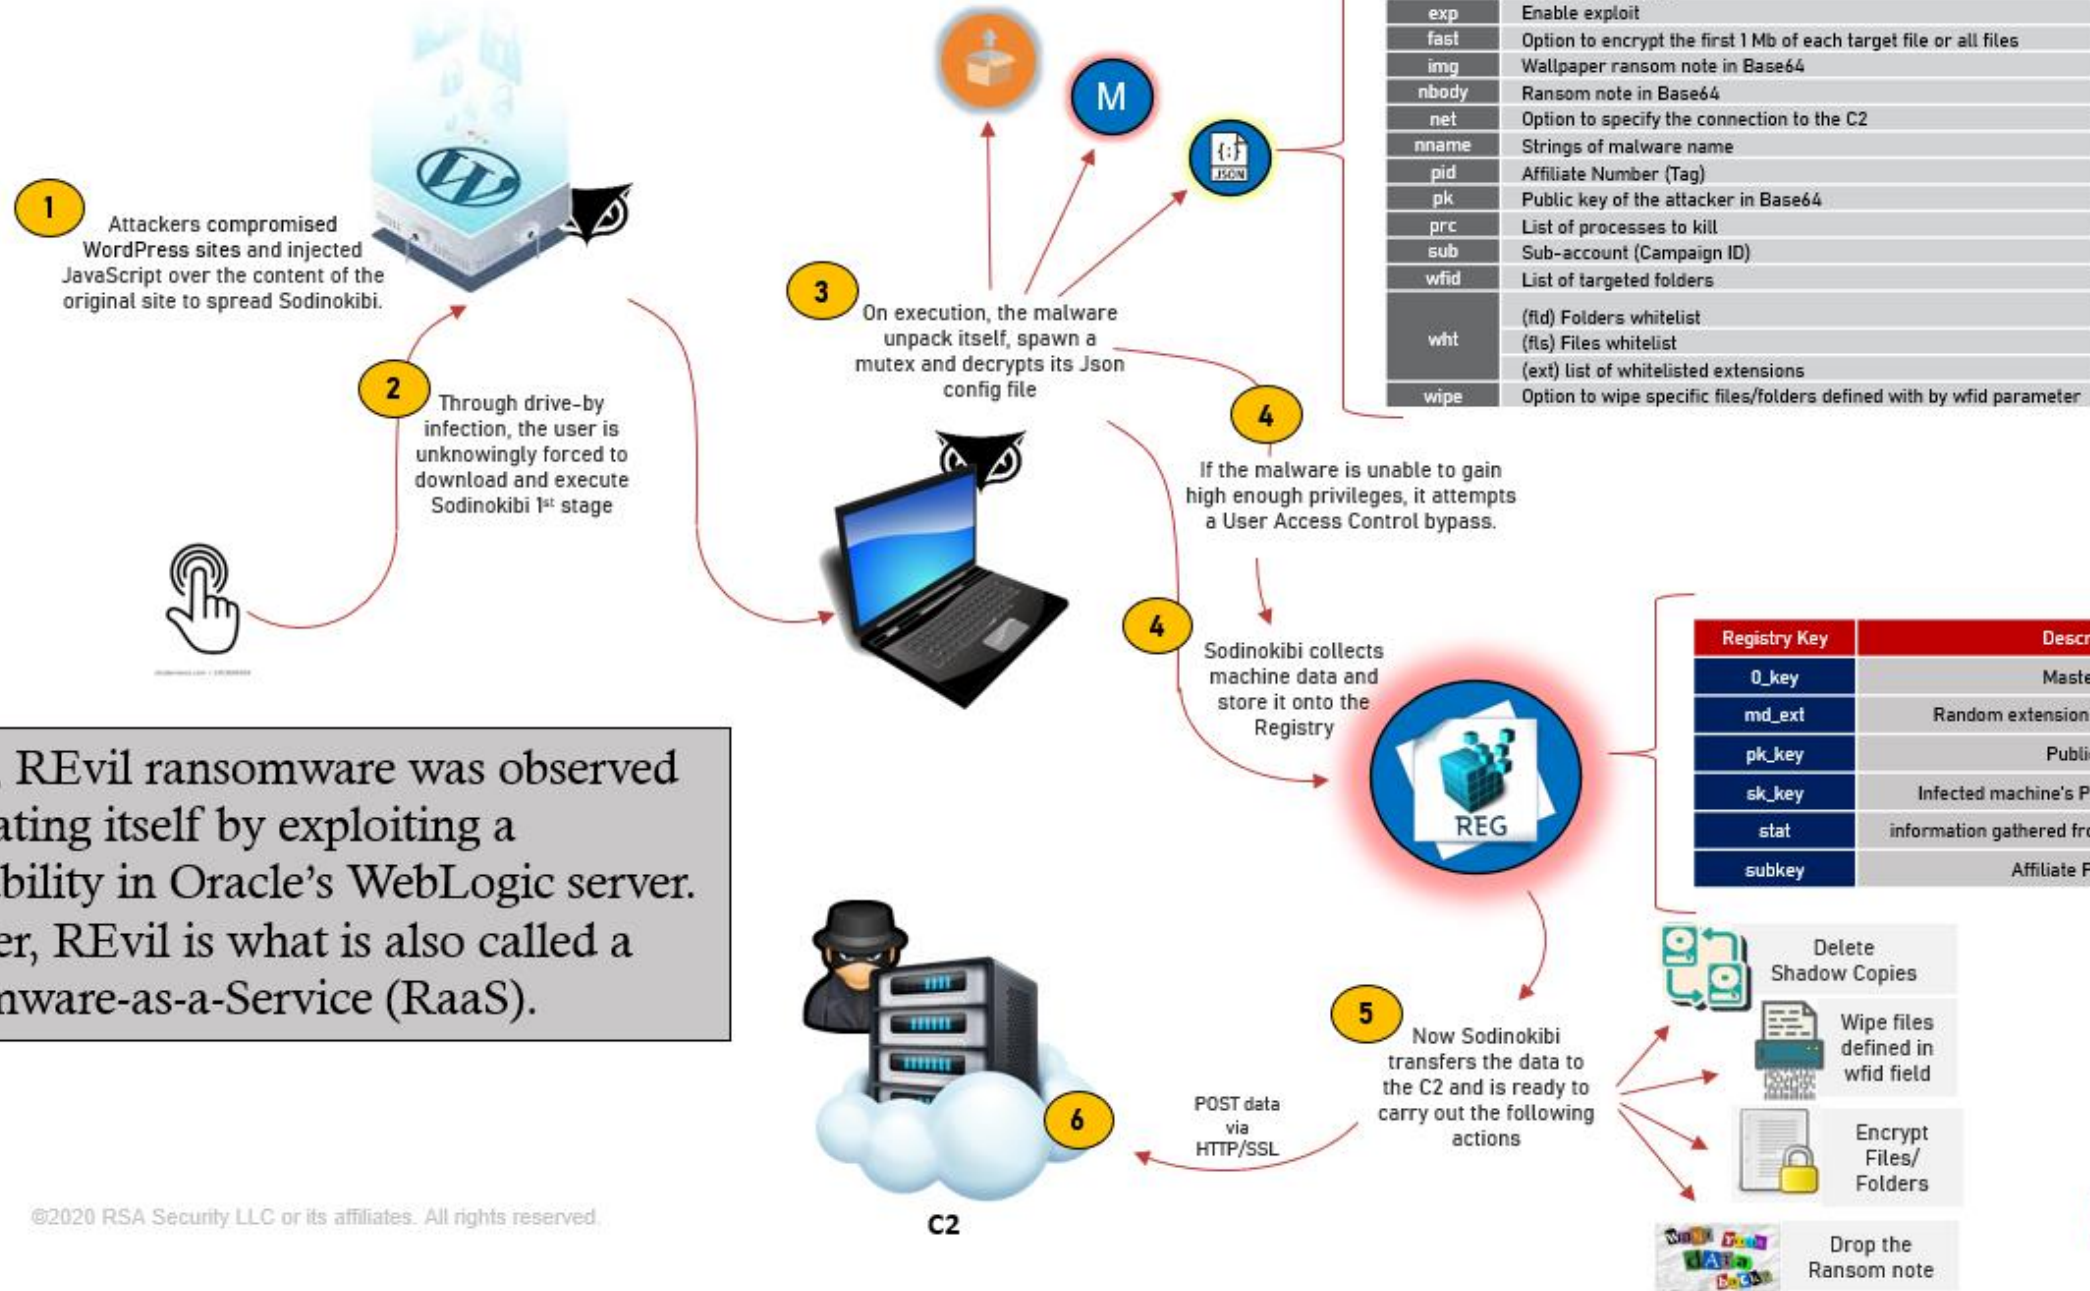 1
Attackers compromised
WordPress sites and injected
JavaScript over the content of the
original site to spread Sodinokibi.
2
Through drive-by
infection, the user is
unknowingly forced to
download and execute
Sodinokibi 1st stage
M
{:}
JSON
3
On execution, the malware
unpack itself, spawn a
mutex and decrypts its Json
config file
exp Enable exploit
fast Option to encrypt the first 1 Mb of each target file or all files
img Wallpaper ransom note in Base64
nbody Ransom note in Base64
net Option to specify the connection to the C2
nname Strings of malware name
pid Affiliate Number (Tag)
pk Public key of the attacker in Base64
prc List of processes to kill
sub Sub-account (Campaign ID)
wfid List of targeted folders
wht (fld) Folders whitelist
(fls) Files whitelist
(ext) list of whitelisted extensions
wipe Option to wipe specific files/folders defined with by wfid parameter
4
If the malware is unable to gain
high enough privileges, it attempts
a User Access Control bypass.
4
Sodinokibi collects
machine data and
store it onto the
Registry
REG
Registry Key Descr
0_key Maste
md_ext Random extension
pk_key Publi
sk_key Infected machine's P
stat information gathered fro
subkey Affiliate P
, REvil ransomware was observed
ating itself by exploiting a
bility in Oracle's WebLogic server.
er, REvil is what is also called a
mware-as-a-Service (RaaS).
5
Now Sodinokibi
transfers the data to
the C2 and is ready to
carry out the following
actions
Delete
Shadow Copies
Wipe files
defined in
wfid field
Encrypt
Files/
Folders
Drop the
Ransom note
POST data
via
HTTP/SSL
6
C2
©2020 RSA Security LLC or its affiliates. All rights reserved.